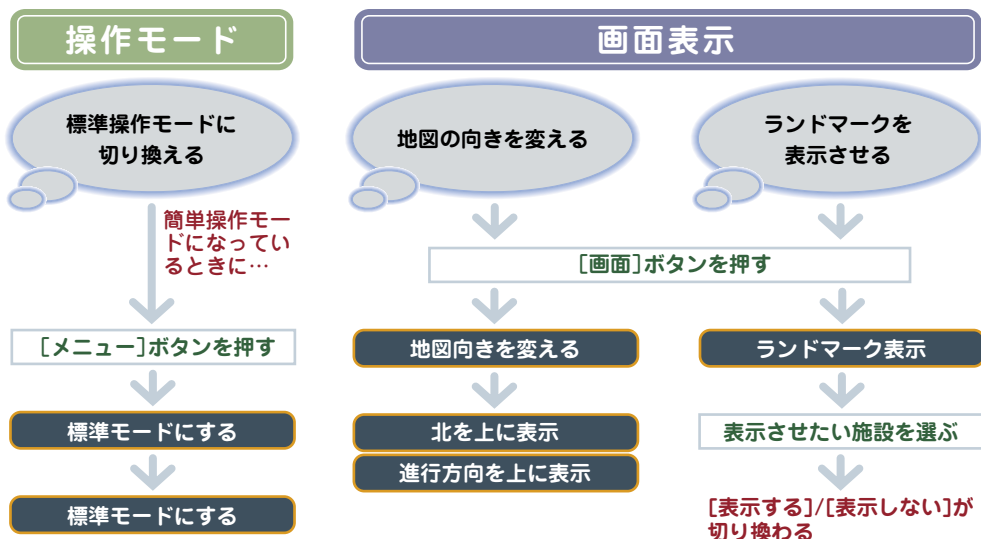 操作モード
標準操作モードに
切り換える
簡単操作モー
ドになってい
るときに…
[メニュー]ボタンを押す
標準モードにする
標準モードにする
画面表示
地図の向きを変える
ランドマークを
表示させる
[画面]ボタンを押す
地図向きを変える
北を上に表示
進行方向を上に表示
ランドマーク表示
表示させたい施設を選ぶ
[表示する]/[表示しない]が
切り換わる